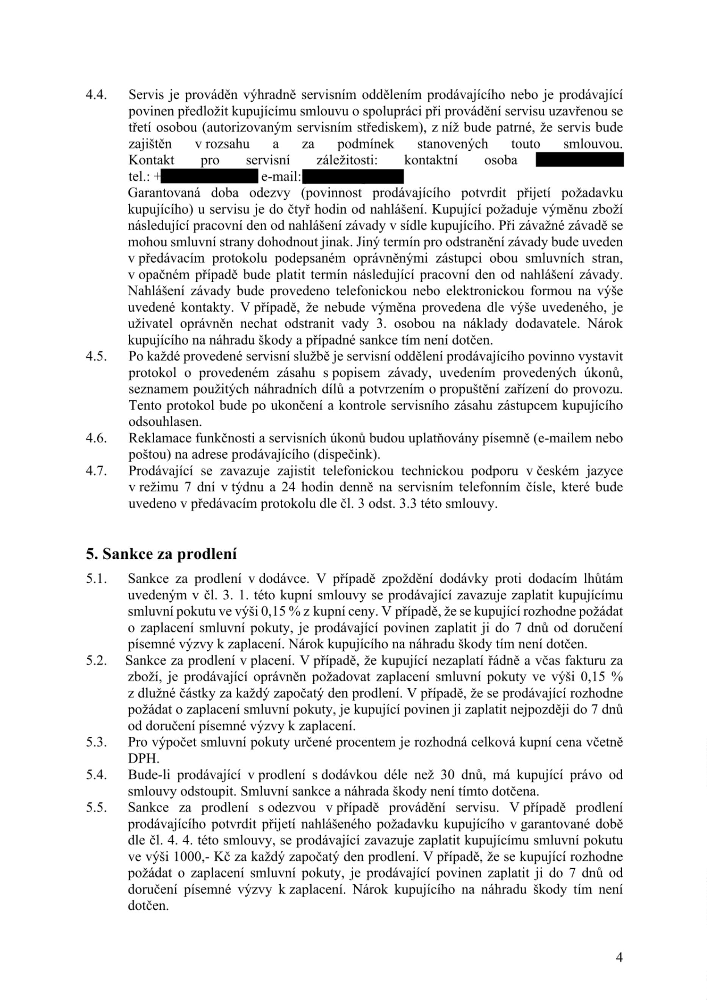 4.4. Servis je prováděn výhradně servisním oddělením prodávajícího nebo je prodávající
povinen předložit kupujícímu smlouvu o spolupráci při provádění servisu uzavřenou se
třetí osobou (autorizovaným servisním střediskem), z níž bude patrné, že servis bude
zajištěn v rozsahu a za podmínek stanovených touto smlouvou.
Kontakt pro servisní záležitosti: kontaktní osoba
tel.: + e-mail:
Garantovaná doba odezvy (povinnost prodávajícího potvrdit přijetí požadavku
kupujícího) u servisu je do čtyř hodin od nahlášení. Kupující požaduje výměnu zboží
následující pracovní den od nahlášení závady v sídle kupujícího. Při závažné závadě se
mohou smluvní strany dohodnout jinak. Jiný termín pro odstranění závady bude uveden
v předávacím protokolu podepsaném oprávněnými zástupci obou smluvních stran,
v opačném případě bude platit termín následující pracovní den od nahlášení závady.
Nahlášení závady bude provedeno telefonickou nebo elektronickou formou na výše
uvedené kontakty. V případě, že nebude výměna provedena dle výše uvedeného, je
uživatel oprávněn nechat odstranit vady 3. osobou na náklady dodavatele. Nárok
kupujícího na náhradu škody a případné sankce tím není dotčen.
4.5. Po každé provedené servisní službě je servisní oddělení prodávajícího povinno vystavit
protokol o provedeném zásahu s popisem závady, uvedením provedených úkonů,
seznamem použitých náhradních dílů a potvrzením o propuštění zařízení do provozu.
Tento protokol bude po ukončení a kontrole servisního zásahu zástupcem kupujícího
odsouhlasen.
4.6. Reklamace funkčnosti a servisních úkonů budou uplatňovány písemně (e-mailem nebo
poštou) na adrese prodávajícího (dispečink).
4.7. Prodávající se zavazuje zajistit telefonickou technickou podporu v českém jazyce
v režimu 7 dní v týdnu a 24 hodin denně na servisním telefonním čísle, které bude
uvedeno v předávacím protokolu dle čl. 3 odst. 3.3 této smlouvy.
5. Sankce za prodlení
5.1. Sankce za prodlení v dodávce. V případě zpoždění dodávky proti dodacím lhůtám
uvedeným v čl. 3. 1. této kupní smlouvy se prodávající zavazuje zaplatit kupujícímu
smluvní pokutu ve výši 0,15 % z kupní ceny. V případě, že se kupující rozhodne požádat
o zaplacení smluvní pokuty, je prodávající povinen zaplatit ji do 7 dnů od doručení
písemné výzvy k zaplacení. Nárok kupujícího na náhradu škody tím není dotčen.
5.2. Sankce za prodlení v placení. V případě, že kupující nezaplatí řádně a včas fakturu za
zboží, je prodávající oprávněn požadovat zaplacení smluvní pokuty ve výši 0,15 %
z dlužné částky za každý započatý den prodlení. V případě, že se prodávající rozhodne
požádat o zaplacení smluvní pokuty, je kupující povinen ji zaplatit nejpozději do 7 dnů
od doručení písemné výzvy k zaplacení.
5.3. Pro výpočet smluvní pokuty určené procentem je rozhodná celková kupní cena včetně
DPH.
5.4. Bude-li prodávající v prodlení s dodávkou déle než 30 dnů, má kupující právo od
smlouvy odstoupit. Smluvní sankce a náhrada škody není tímto dotčena.
5.5. Sankce za prodlení s odezvou v případě provádění servisu. V případě prodlení
prodávajícího potvrdit přijetí nahlášeného požadavku kupujícího v garantované době
dle čl. 4. 4. této smlouvy, se prodávající zavazuje zaplatit kupujícímu smluvní pokutu
ve výši 1000,- Kč za každý započatý den prodlení. V případě, že se kupující rozhodne
požádat o zaplacení smluvní pokuty, je prodávající povinen zaplatit ji do 7 dnů od
doručení písemné výzvy k zaplacení. Nárok kupujícího na náhradu škody tím není
dotčen.
4